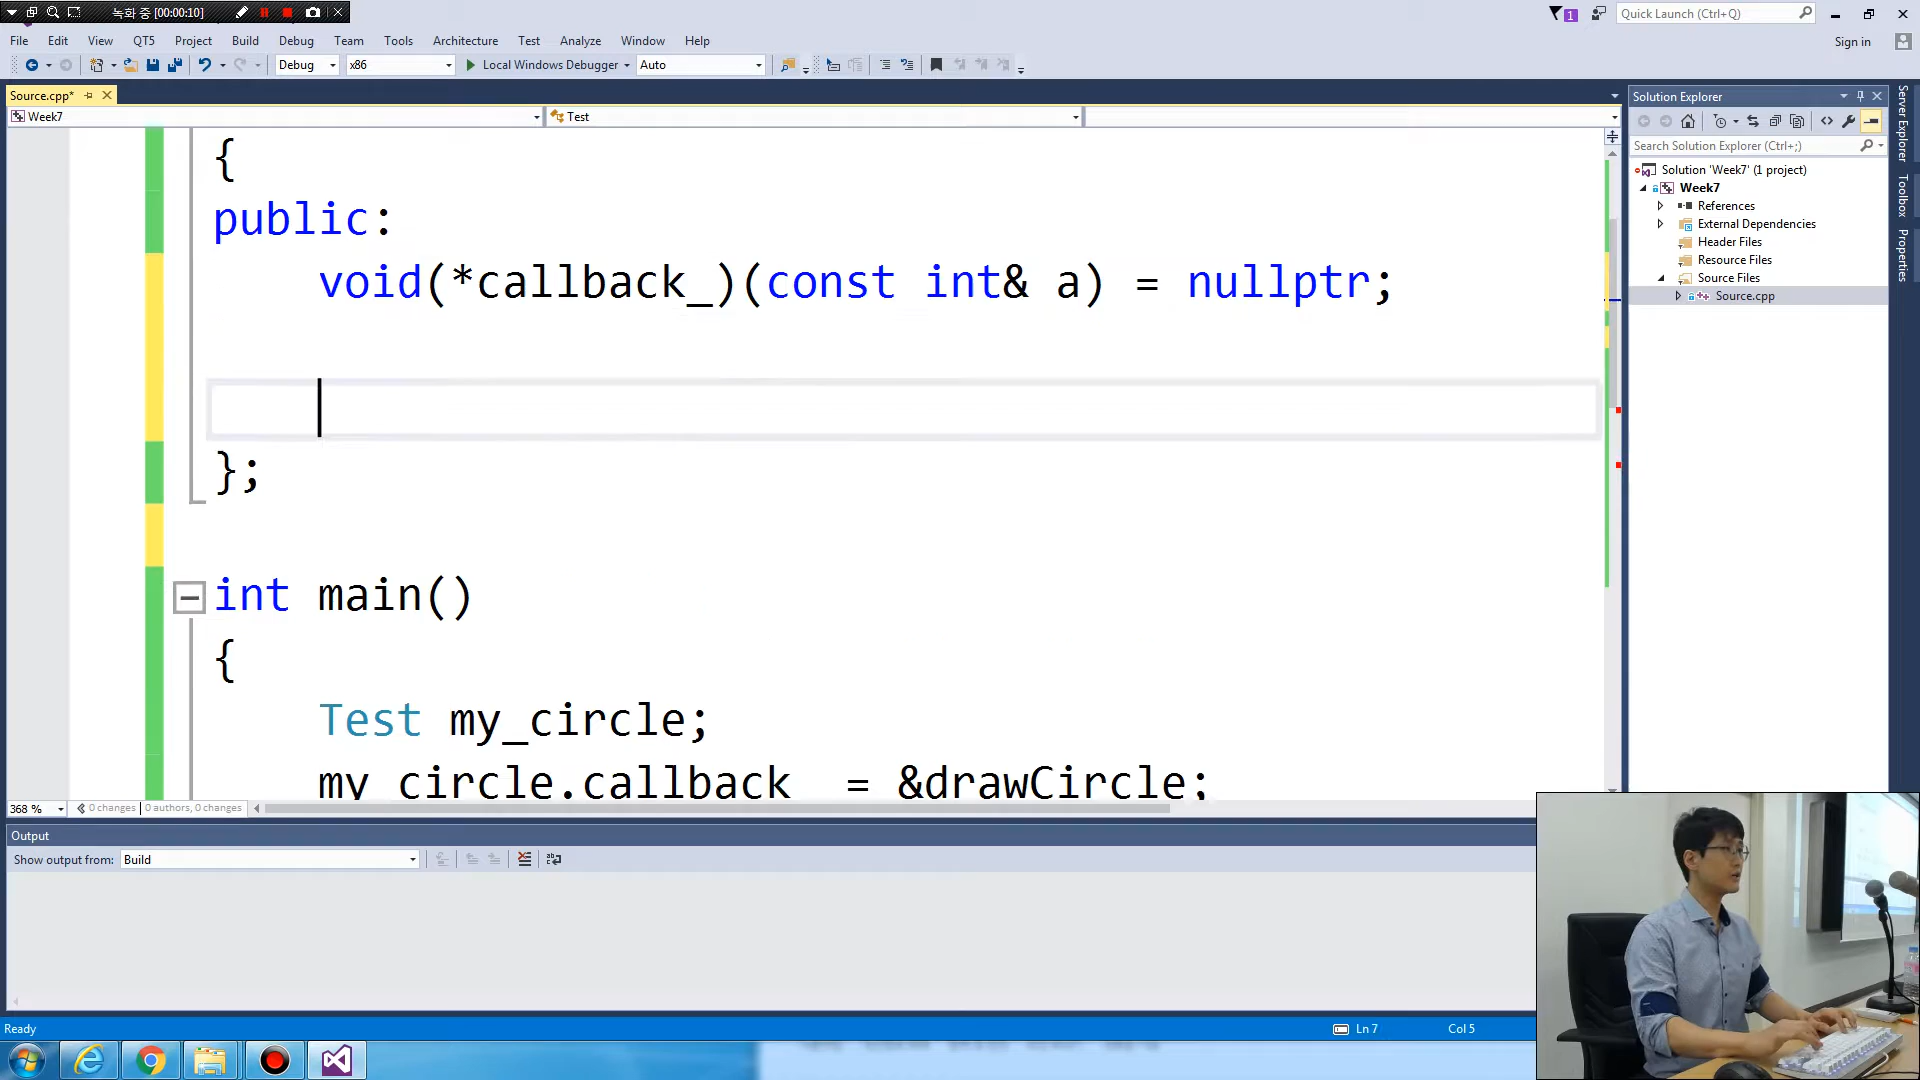 녹화 중 [00:00:10]
1
Quick Launch (Ctrl+Q)
File Edit View QT5 Project Build Debug Team Tools Architecture Test Analyze Window Help
Sign in
Debug x86 Local Windows Debugger Auto
Source.cpp*
Week7 Test
{
public:
void(*callback_)(const int& a) = nullptr;
};
int main()
{
Test my_circle;
my_circle.callback_ = &drawCircle;
368 % 0 changes 0 authors, 0 changes
Output
Show output from: Build
Ready
Ln 7 Col 5
Solution Explorer
Search Solution Explorer (Ctrl+;)
Solution 'Week7' (1 project)
Week7
References
External Dependencies
Header Files
Resource Files
Source Files
Source.cpp
Server Explorer
Toolbox
Properties